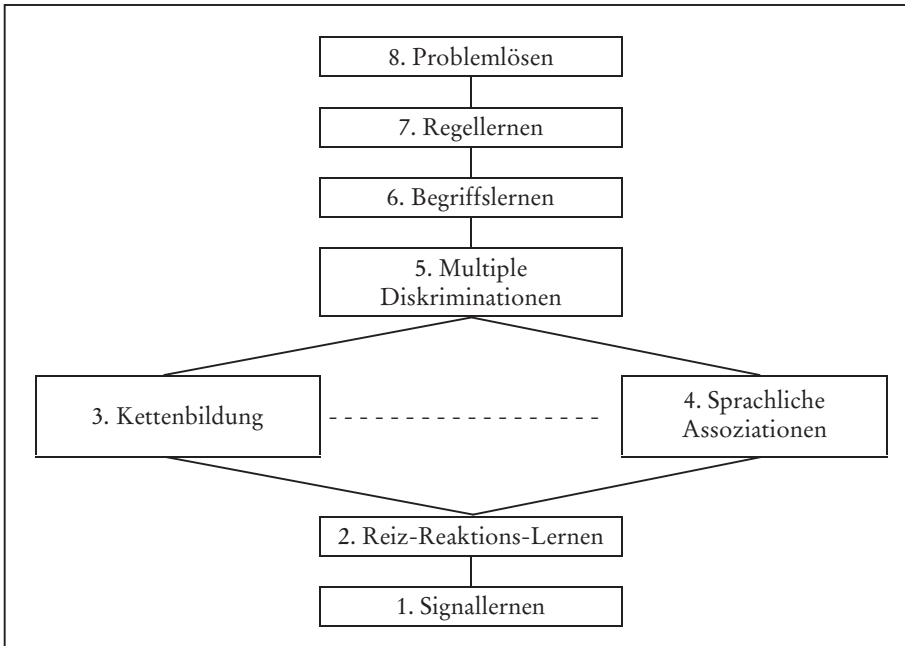 8. Problemlösen
7. Regellernen
6. Begriffslernen
5. Multiple
Diskriminationen
3. Kettenbildung
4. Sprachliche
Assoziationen
2. Reiz-Reaktions-Lernen
1. Signallernen